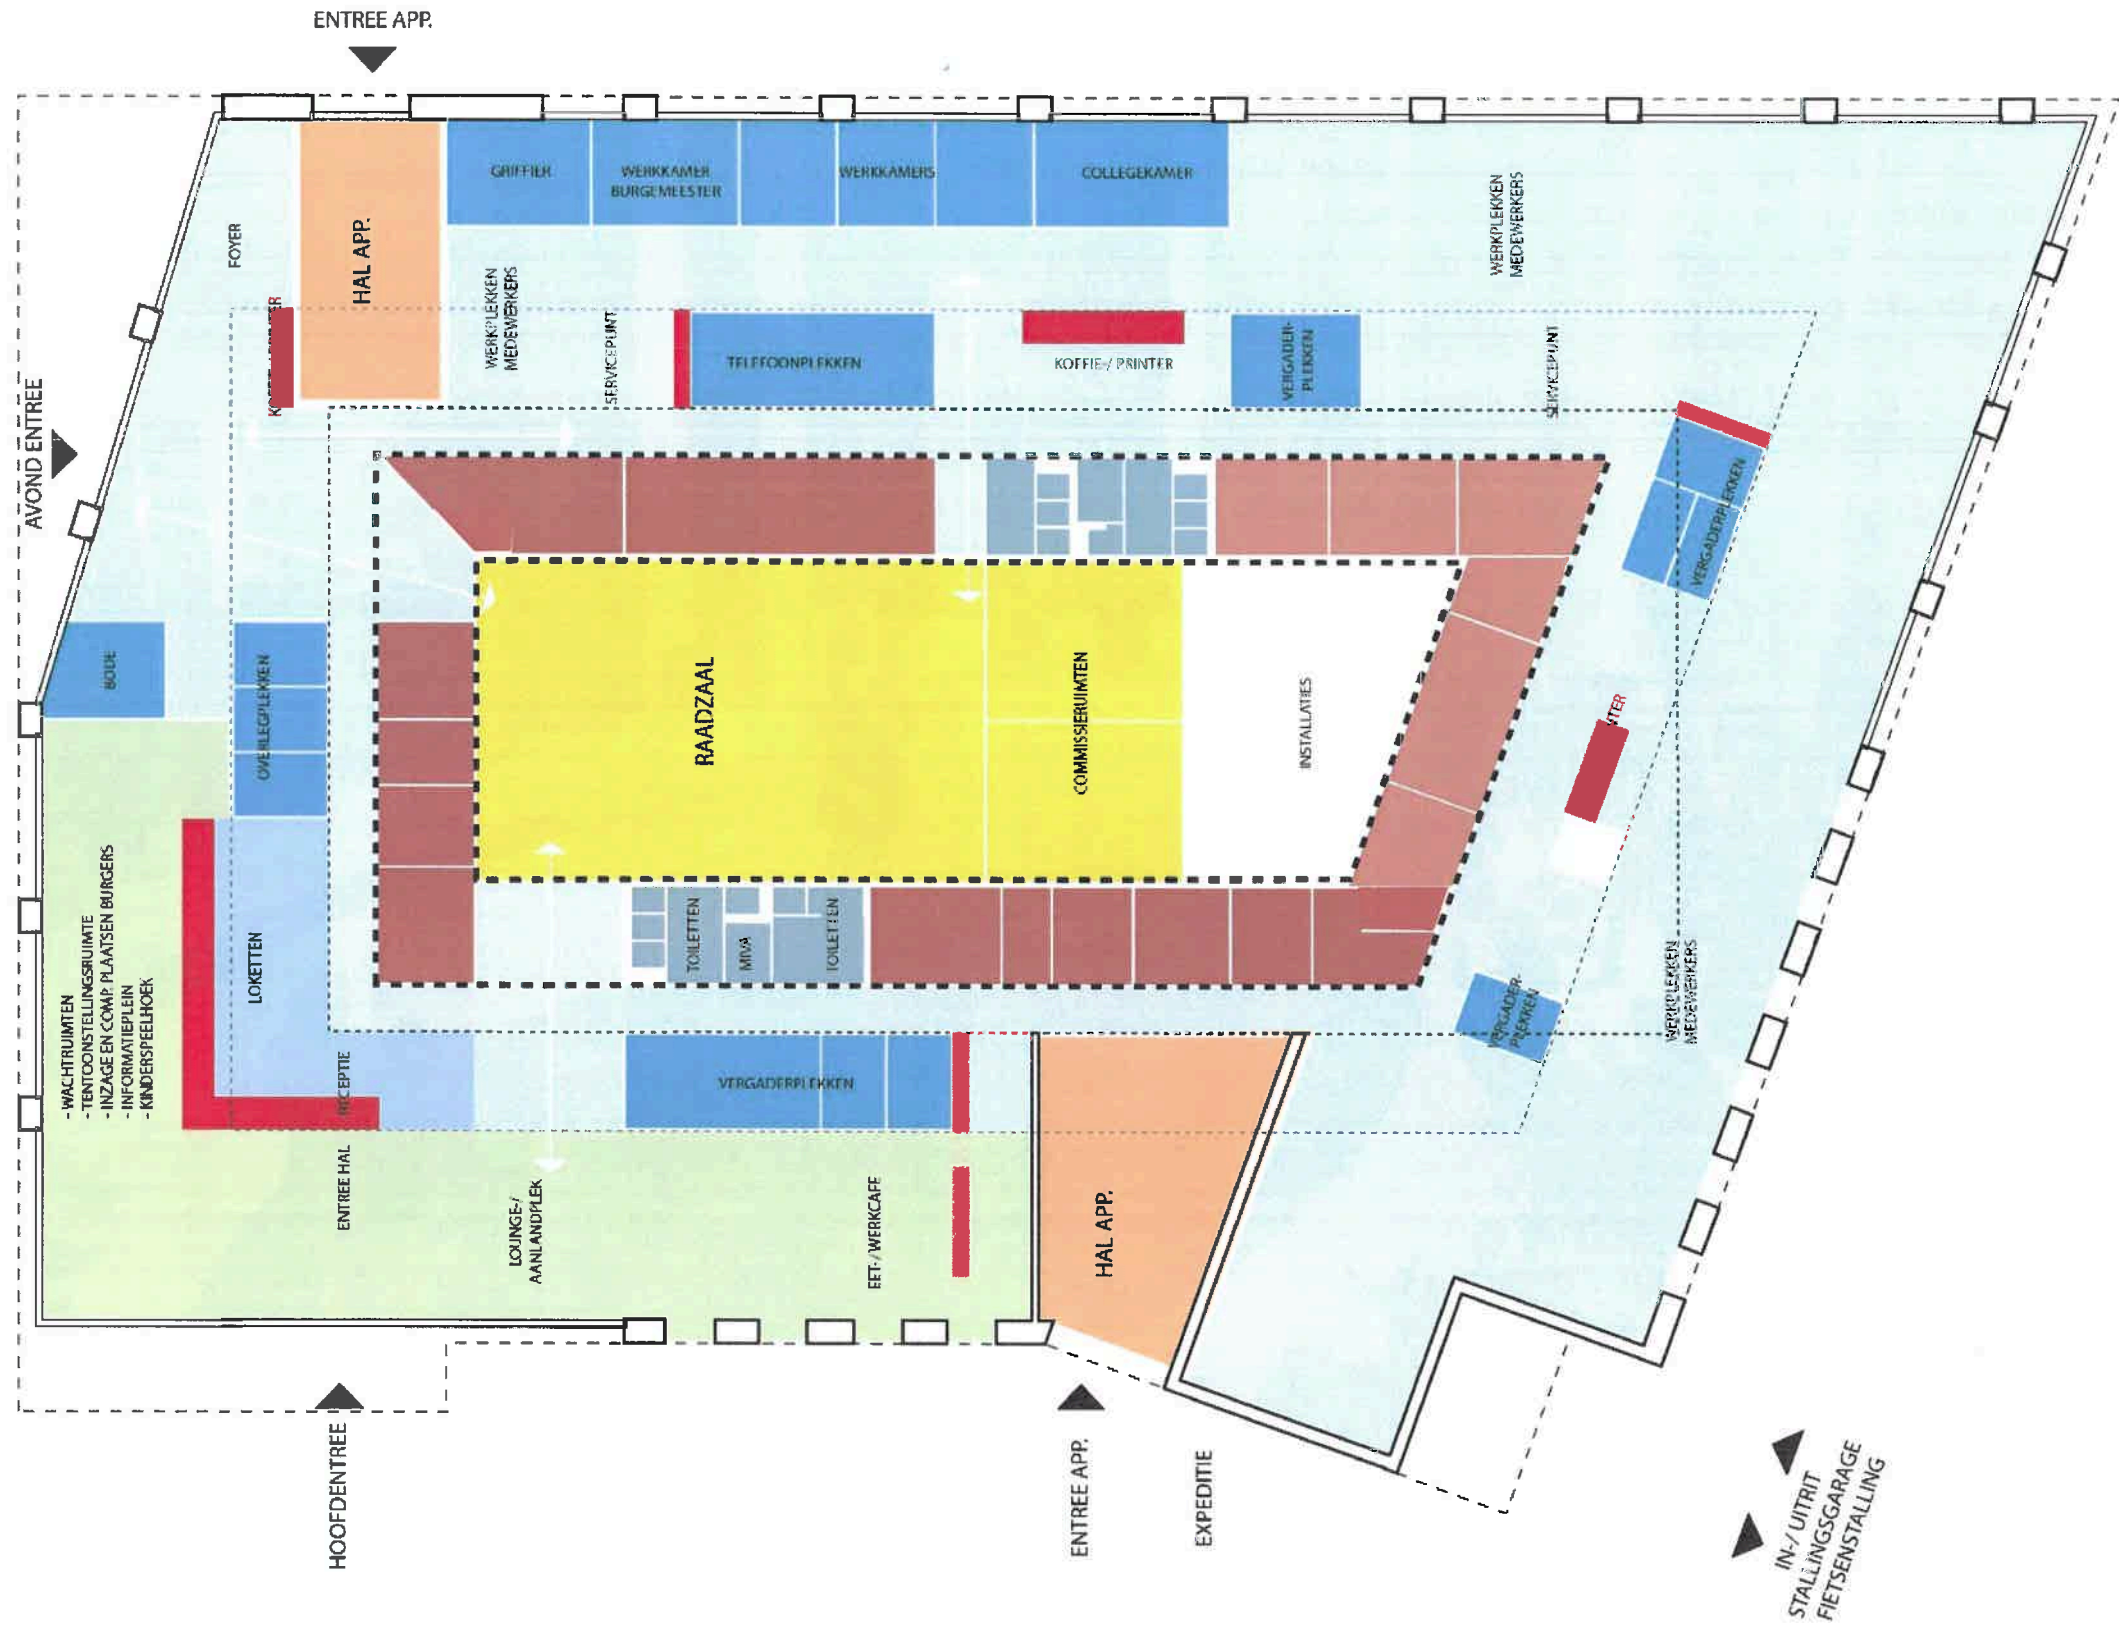 ENTREE APP.
AVOND ENTREE
FOYER
HAL APP.
GRIFFIER
WERKKAMER
BURGEMEESTER
WERKKAMERS
COLLEGEKAMER
WERKPLEKKEN
MEDEWERKERS
WERKPLEKKEN
MEDEWERKERS
SERVICEPUNT
TELEFOONPLEKKEN
KOFFIE-/ PRINTER
VERGADER-
PLEKKEN
SERVICEPUNT
VERGADERPLEKKEN
BODE
OVERLEGPLEKKEN
RAADZAAL
COMMISSIERUIMTEN
INSTALLATIES
- WACHTRUIMTEN
- TENTOONSTELLINGSRUIMTE
- INZAGE EN COMP. PLAATSEN BURGERS
- INFORMATIEPLEIN
- KINDERSPEELHOEK
LOKETTEN
TOILETTEN
MIVA
TOILETTEN
RECEPTIE
ENTREE HAL
VERGADERPLEKKEN
VERGADER-
PLEKKEN
WERKPLEKKEN
MEDEWERKERS
LOUNGE-/
AANLANDPLEK
EET-/ WERKCAFE
HAL APP.
HOOFDENTREE
ENTREE APP.
EXPEDITIE
IN-/ UITRIT
STALLINGSGARAGE
FIETSENSTALLING